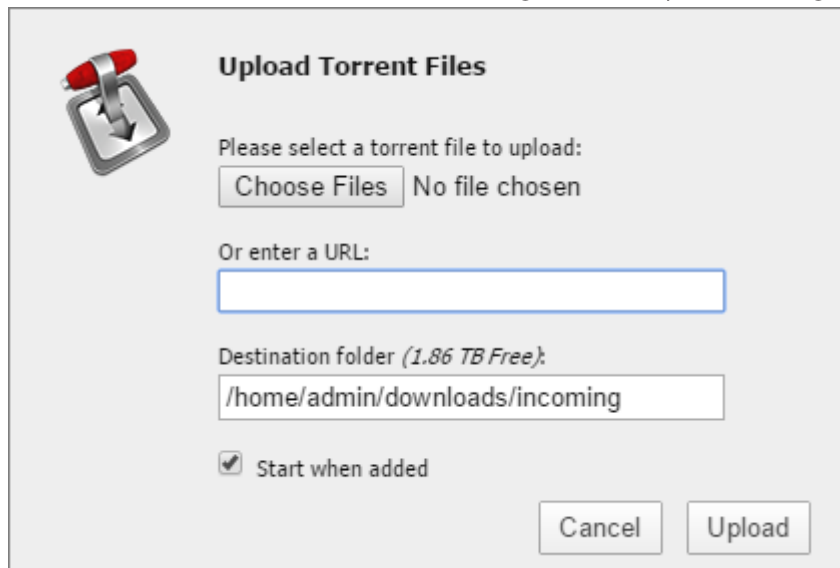 Upload Torrent Files
Please select a torrent file to upload:
Choose Files No file chosen
Or enter a URL:
Destination folder (1.86 TB Free):
/home/admin/downloads/incoming
Start when added
Cancel Upload